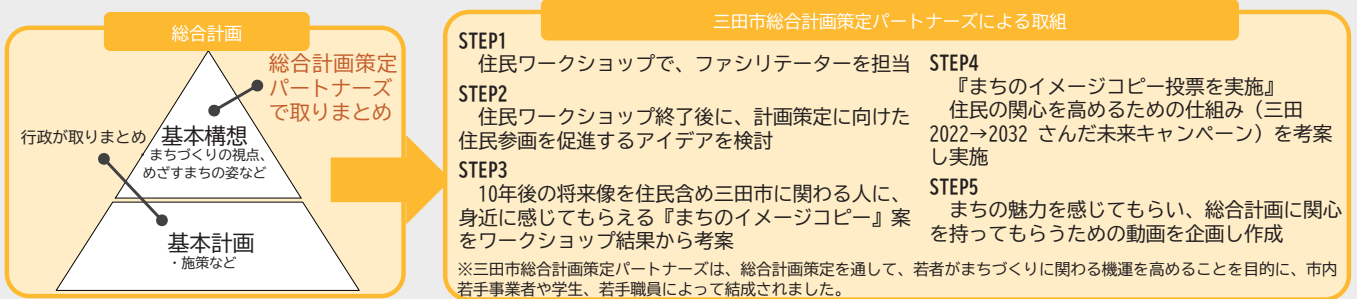 総合計画
総合計画策定
パートナーズ
で取りまとめ
行政が取りまとめ
基本構想
まちづくりの視点、
めざすまちの姿など
基本計画
・施策など
三田市総合計画策定パートナーズによる取組
STEP1
住民ワークショップで、ファシリテーターを担当
STEP2
住民ワークショップ終了後に、計画策定に向けた
住民参画を促進するアイデアを検討
STEP3
10年後の将来像を住民含め三田市に関わる人に、
身近に感じてもらえる『まちのイメージコピー』案
をワークショップ結果から考案
STEP4
『まちのイメージコピー投票を実施』
住民の関心を高めるための仕組み（三田
2022→2032 さんだ未来キャンペーン）を考案
し実施
STEP5
まちの魅力を感じてもらい、総合計画に関心
を持ってもらうための動画を企画し作成
※三田市総合計画策定パートナーズは、総合計画策定を通して、若者がまちづくりに関わる機運を高めることを目的に、市内
若手事業者や学生、若手職員によって結成されました。